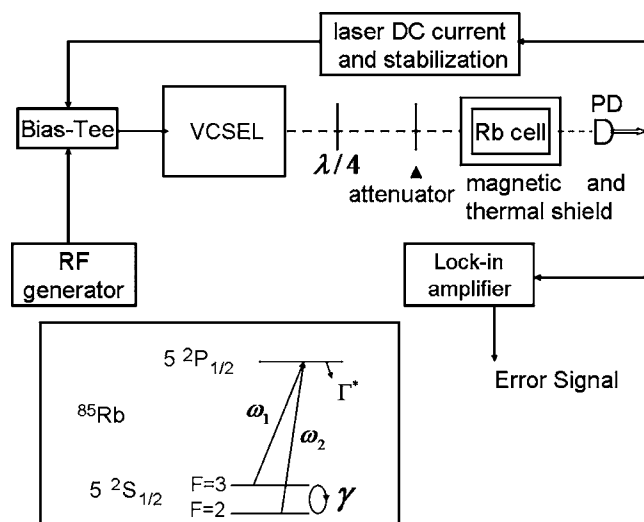 laser DC current
and stabilization
Bias-Tee
VCSEL
λ/4
attenuator
Rb cell
PD
magnetic and
thermal shield
RF
generator
Lock-in
amplifier
Error Signal
5 ²P₁/₂
Γ*
⁸⁵Rb
ω₁
ω₂
5 ²S₁/₂
F=3
F=2
γ